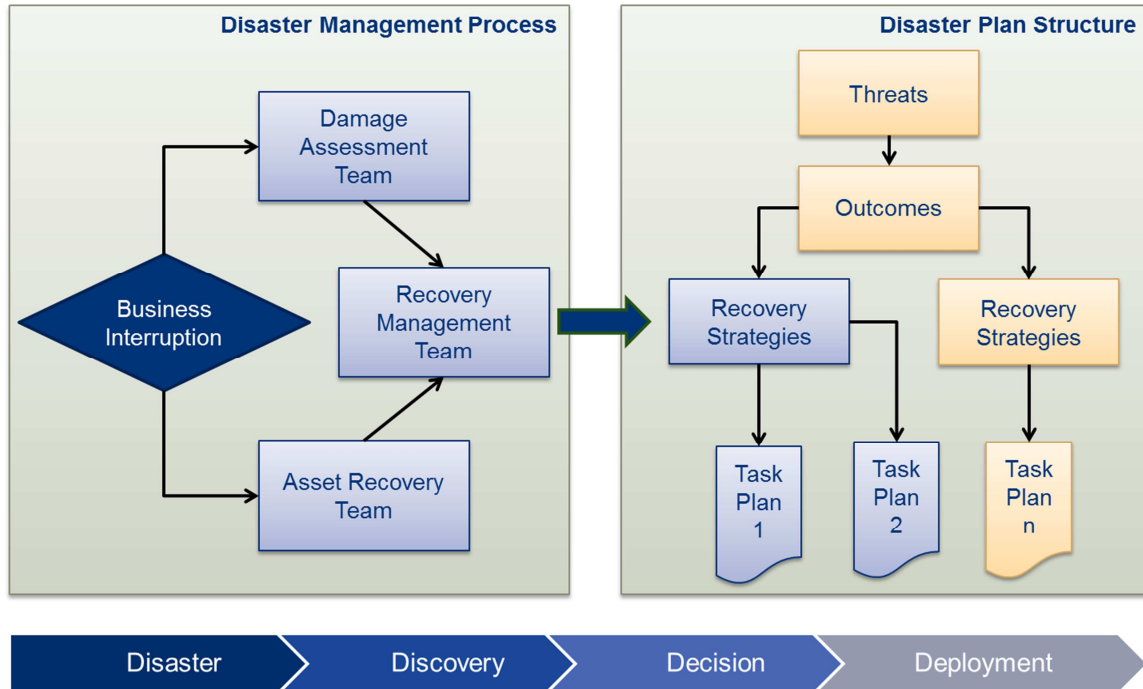 Disaster Management Process
Damage
Assessment
Team
Business
Interruption
Recovery
Management
Team
Asset Recovery
Team
Disaster Plan Structure
Threats
Outcomes
Recovery
Strategies
Recovery
Strategies
Task
Plan
1
Task
Plan
2
Task
Plan
n
Disaster
Discovery
Decision
Deployment